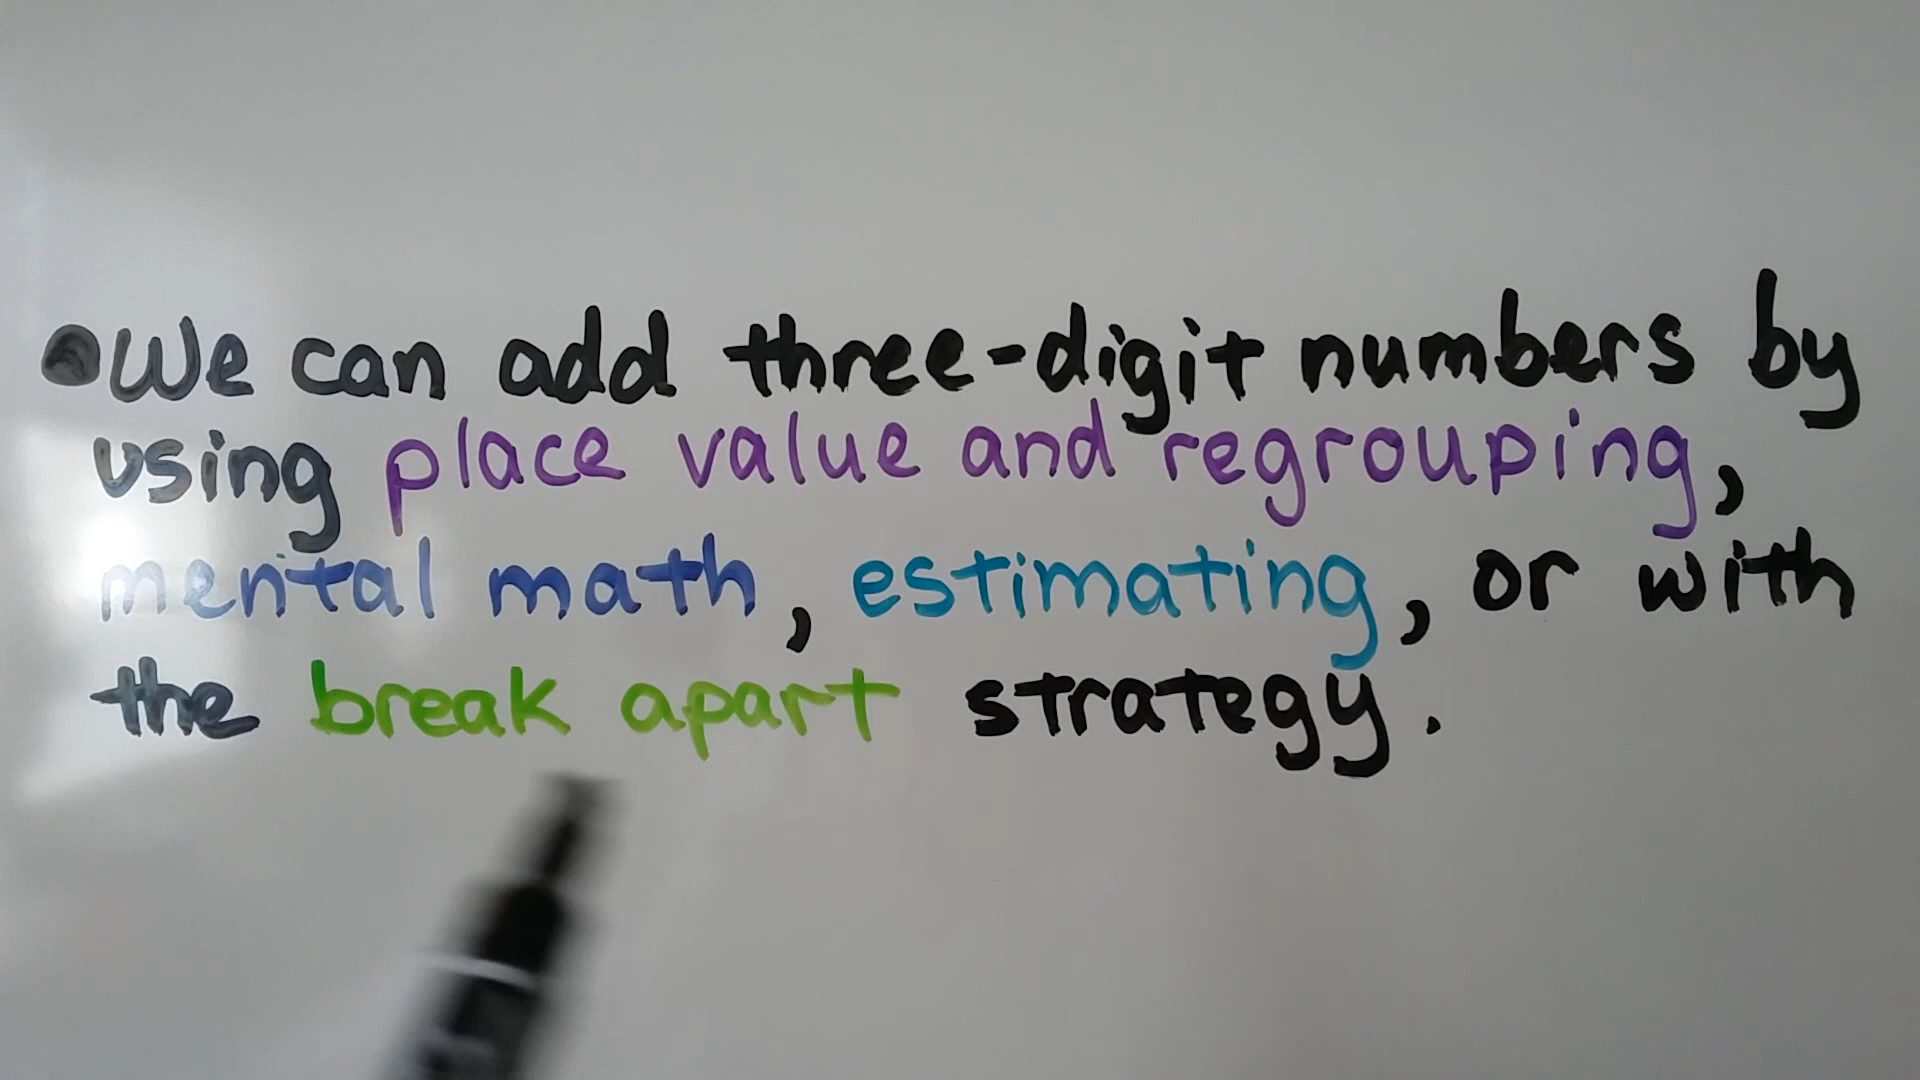 •We can add three-digit numbers by
using place value and regrouping,
mental math, estimating, or with
the break apart strategy.